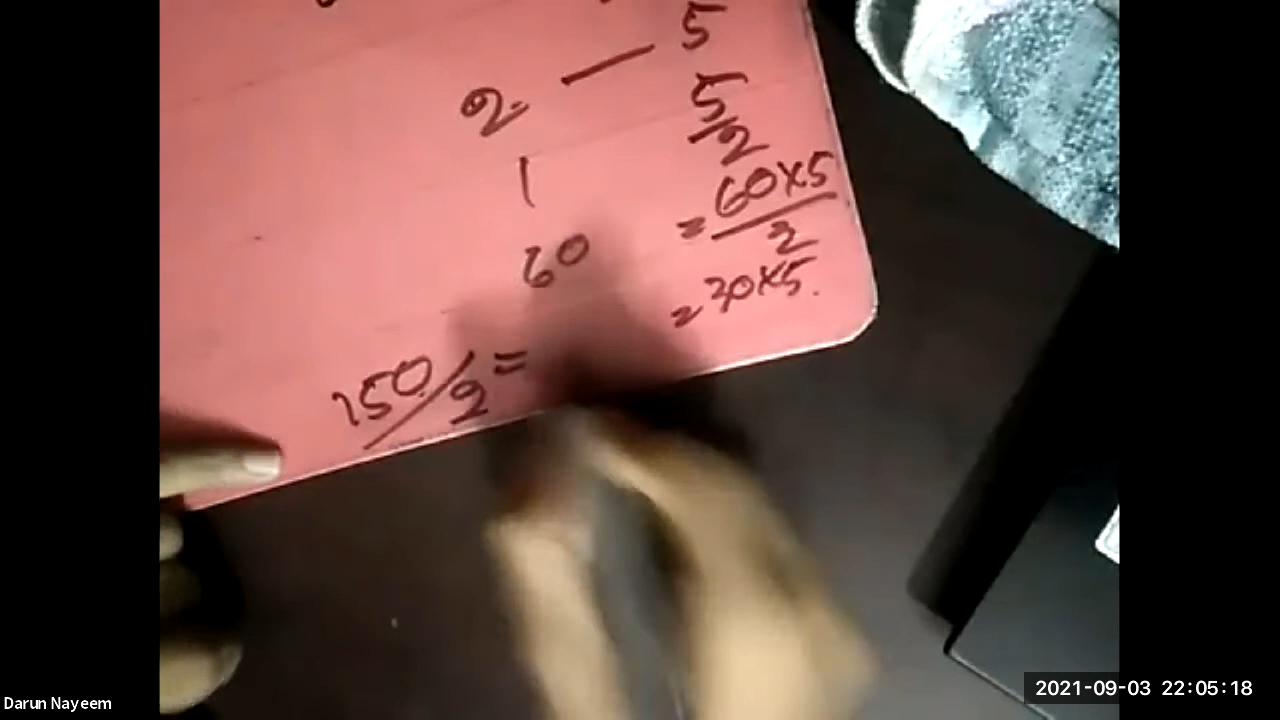 2 — 5
1 5/2
60 = 60×5/2
= 30×5.
150/2 =
Darun Nayeem
2021-09-03 22:05:18